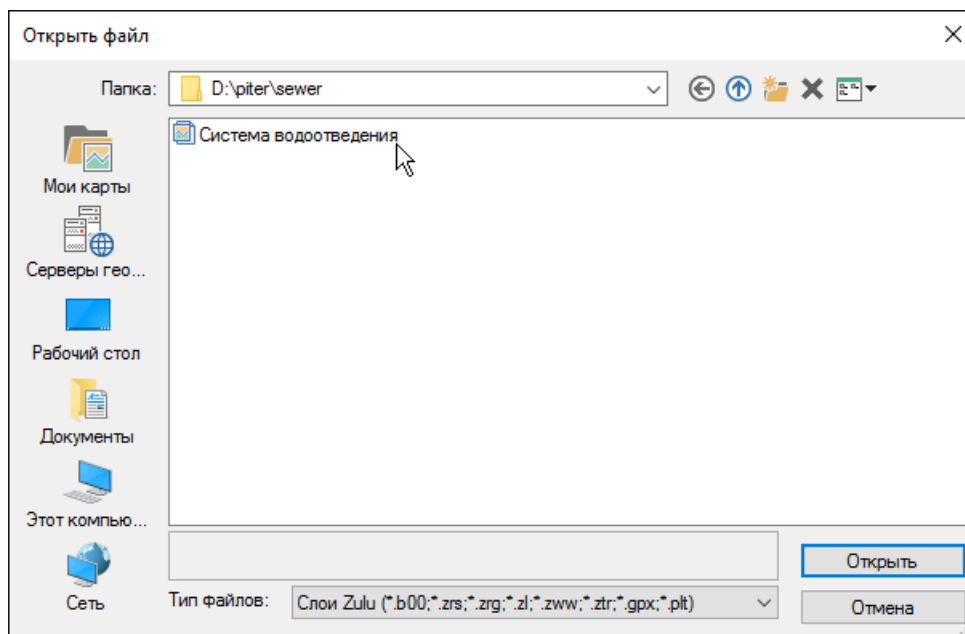 Открыть файл
Папка: D:\piter\sewer
Система водоотведения
Мои карты
Серверы гео...
Рабочий стол
Документы
Этот компью...
Сеть
Открыть
Тип файлов: Слои Zulu (*.b00;*.zrs;*.zrg;*.zl;*.zww;*.ztr;*.gpx;*.plt)
Отмена